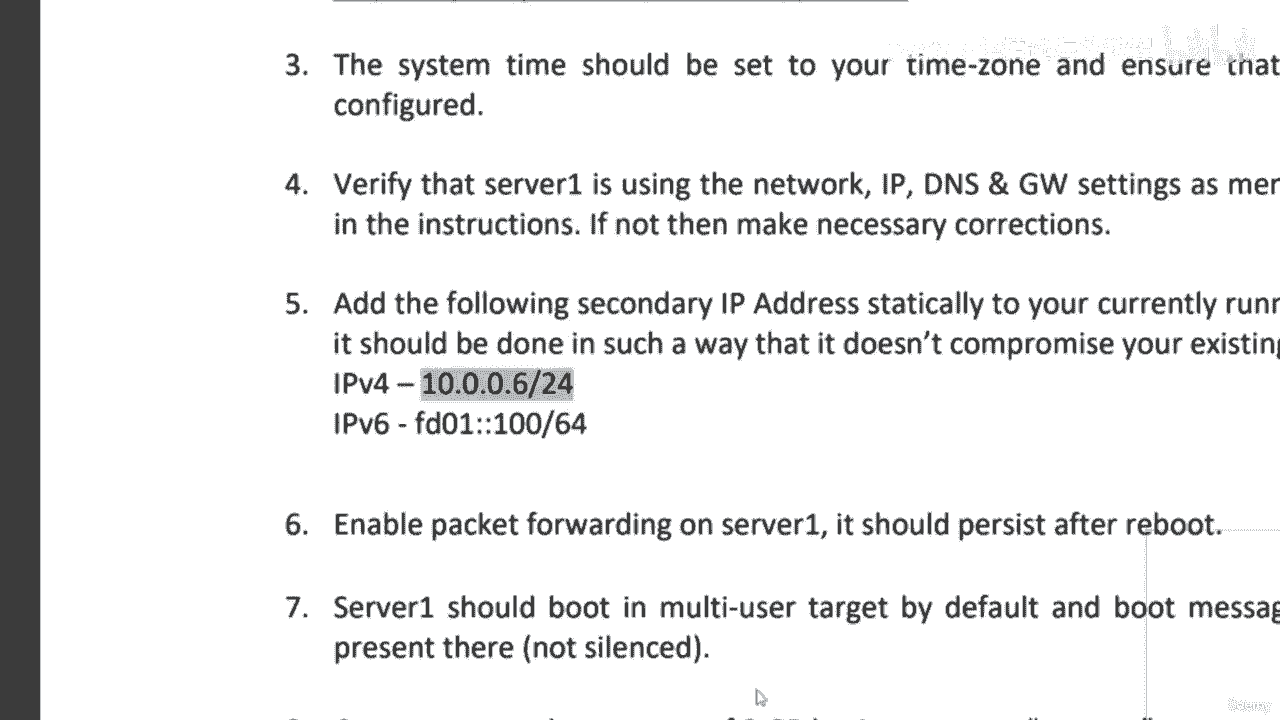 3. The system time should be set to your time-zone and ensure that
configured.
4. Verify that server1 is using the network, IP, DNS & GW settings as mer
in the instructions. If not then make necessary corrections.
5. Add the following secondary IP Address statically to your currently runn
it should be done in such a way that it doesn't compromise your existing
IPv4 – 10.0.0.6/24
IPv6 - fd01::100/64
6. Enable packet forwarding on server1, it should persist after reboot.
7. Server1 should boot in multi-user target by default and boot messag
present there (not silenced).